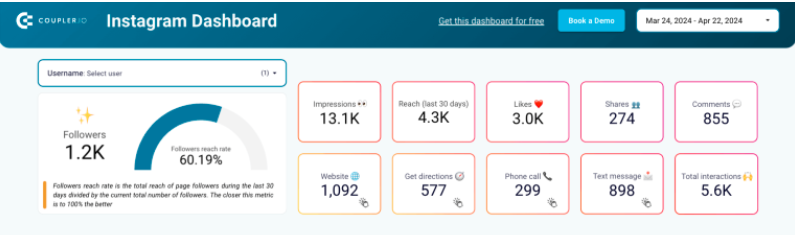 COUPLER.IO Instagram Dashboard Get this dashboard for free Book a Demo Mar 24, 2024 - Apr 22, 2024
Username: Select user (1)
Followers
1.2K
Followers reach rate
60.19%
Followers reach rate is the total reach of page followers during the last 30
days divided by the current total number of followers. The closer this metric
is to 100% the better
Impressions 👀 Reach (last 30 days) Likes ❤️ Shares 👥 Comments 💬
13.1K 4.3K 3.0K 274 855
Website 🌐 Get directions 🧭 Phone call 📞 Text message 📩 Total interactions 🙌
1,092 577 299 898 5.6K